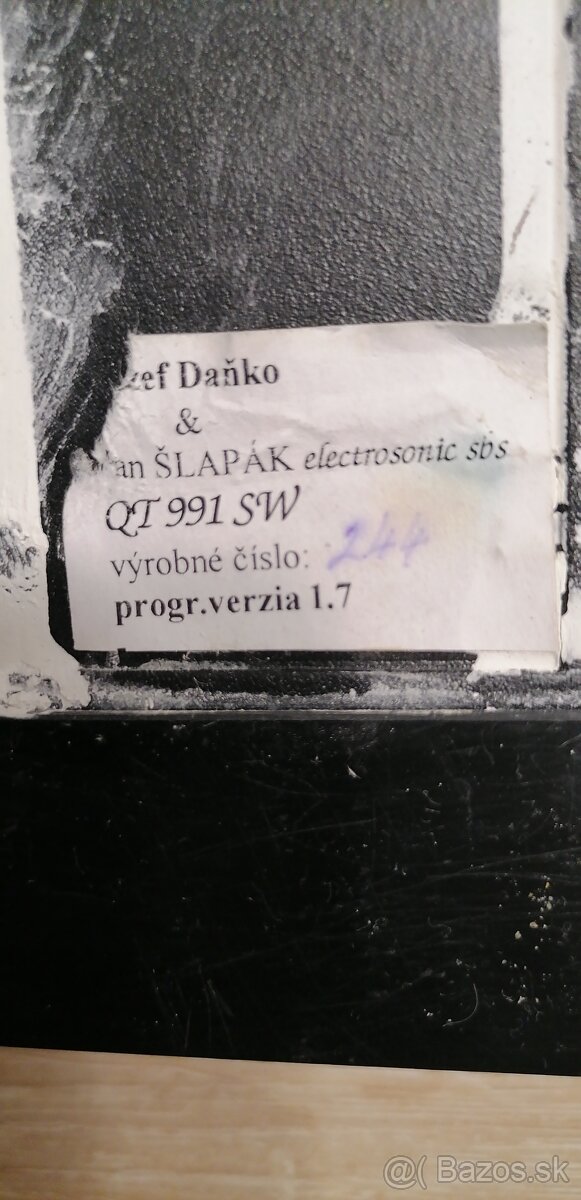 zef Daňko
&
an ŠLAPÁK electrosonic sbs
QT 991 SW
výrobné číslo: 244
progr.verzia 1.7
@( Bazos.sk